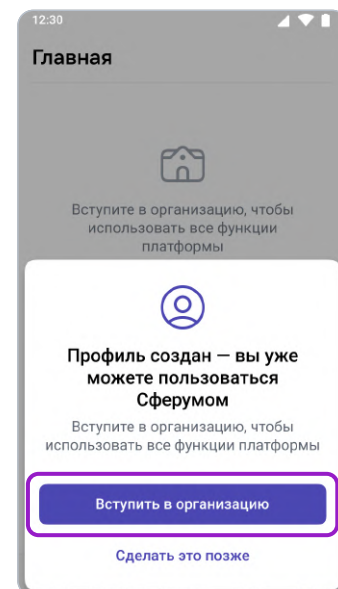 12:30
Главная
Вступите в организацию, чтобы
использовать все функции
платформы
Профиль создан — вы уже
можете пользоваться
Сферумом
Вступите в организацию, чтобы
использовать все функции платформы
Вступить в организацию
Сделать это позже